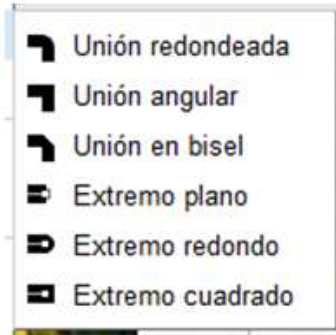 Unión redondeada
Unión angular
Unión en bisel
Extremo plano
Extremo redondo
Extremo cuadrado